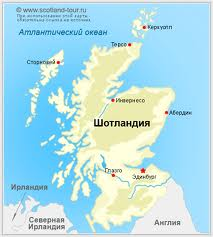 © www.scotland-tour.ru
При использовании этой карты,
обязательна ссылка на источник
Атлантический океан
Керкуолл
Терсо
Сторноуэй
Инвернесс
Абердин
Шотландия
Глазго
Эдинбург
Ирландия
Северная
Ирландия
Англия